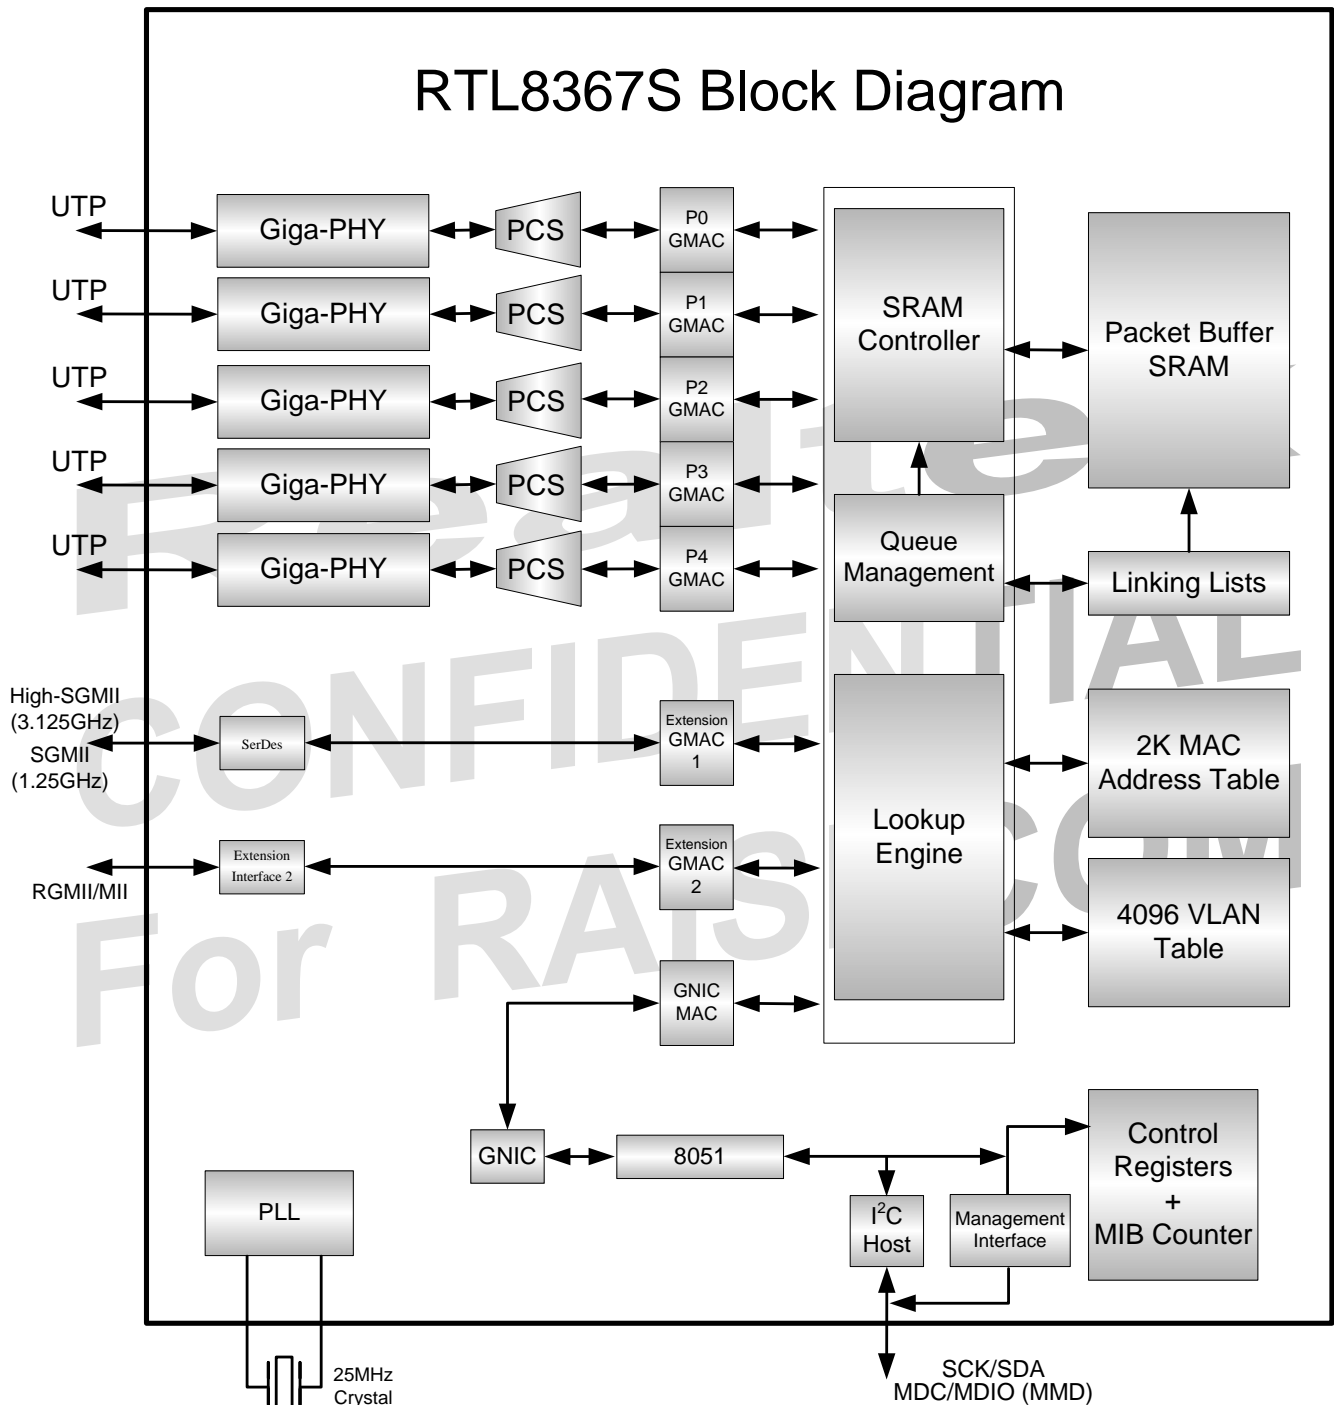 RTL8367S Block Diagram
UTP
Giga-PHY
PCS
P0
GMAC
UTP
Giga-PHY
PCS
P1
GMAC
UTP
Giga-PHY
PCS
P2
GMAC
UTP
Giga-PHY
PCS
P3
GMAC
UTP
Giga-PHY
PCS
P4
GMAC
SRAM
Controller
Packet Buffer
SRAM
Queue
Management
Linking Lists
High-SGMII
(3.125GHz)
SGMII
(1.25GHz)
SerDes
Extension
GMAC
1
2K MAC
Address Table
Lookup
Engine
RGMII/MII
Extension
Interface 2
Extension
GMAC
2
4096 VLAN
Table
GNIC
MAC
GNIC
8051
Control
Registers
+
MIB Counter
PLL
I²C
Host
Management
Interface
25MHz
Crystal
SCK/SDA
MDC/MDIO (MMD)
Realtek
CONFIDENTIAL
For RAISECOM